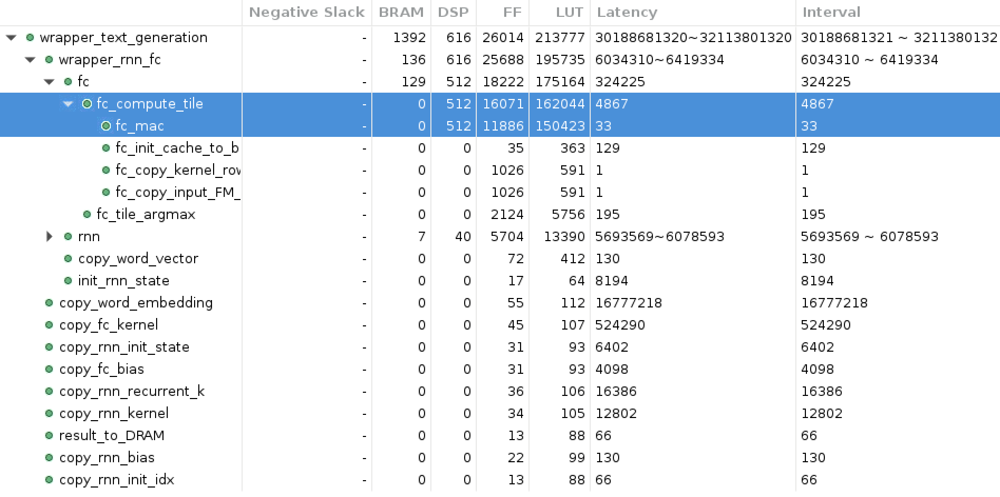 Negative Slack BRAM DSP FF LUT Latency Interval
wrapper_text_generation - 1392 616 26014 213777 30188681320~32113801320 30188681321 ~ 3211380132
wrapper_rnn_fc - 136 616 25688 195735 6034310~6419334 6034310 ~ 6419334
fc - 129 512 18222 175164 324225 324225
fc_compute_tile - 0 512 16071 162044 4867 4867
fc_mac - 0 512 11886 150423 33 33
fc_init_cache_to_b - 0 0 35 363 129 129
fc_copy_kernel_row - 0 0 1026 591 1 1
fc_copy_input_FM_ - 0 0 1026 591 1 1
fc_tile_argmax - 0 0 2124 5756 195 195
rnn - 7 40 5704 13390 5693569~6078593 5693569 ~ 6078593
copy_word_vector - 0 0 72 412 130 130
init_rnn_state - 0 0 17 64 8194 8194
copy_word_embedding - 0 0 55 112 16777218 16777218
copy_fc_kernel - 0 0 45 107 524290 524290
copy_rnn_init_state - 0 0 31 93 6402 6402
copy_fc_bias - 0 0 31 93 4098 4098
copy_rnn_recurrent_k - 0 0 36 106 16386 16386
copy_rnn_kernel - 0 0 34 105 12802 12802
result_to_DRAM - 0 0 13 88 66 66
copy_rnn_bias - 0 0 22 99 130 130
copy_rnn_init_idx - 0 0 13 88 66 66